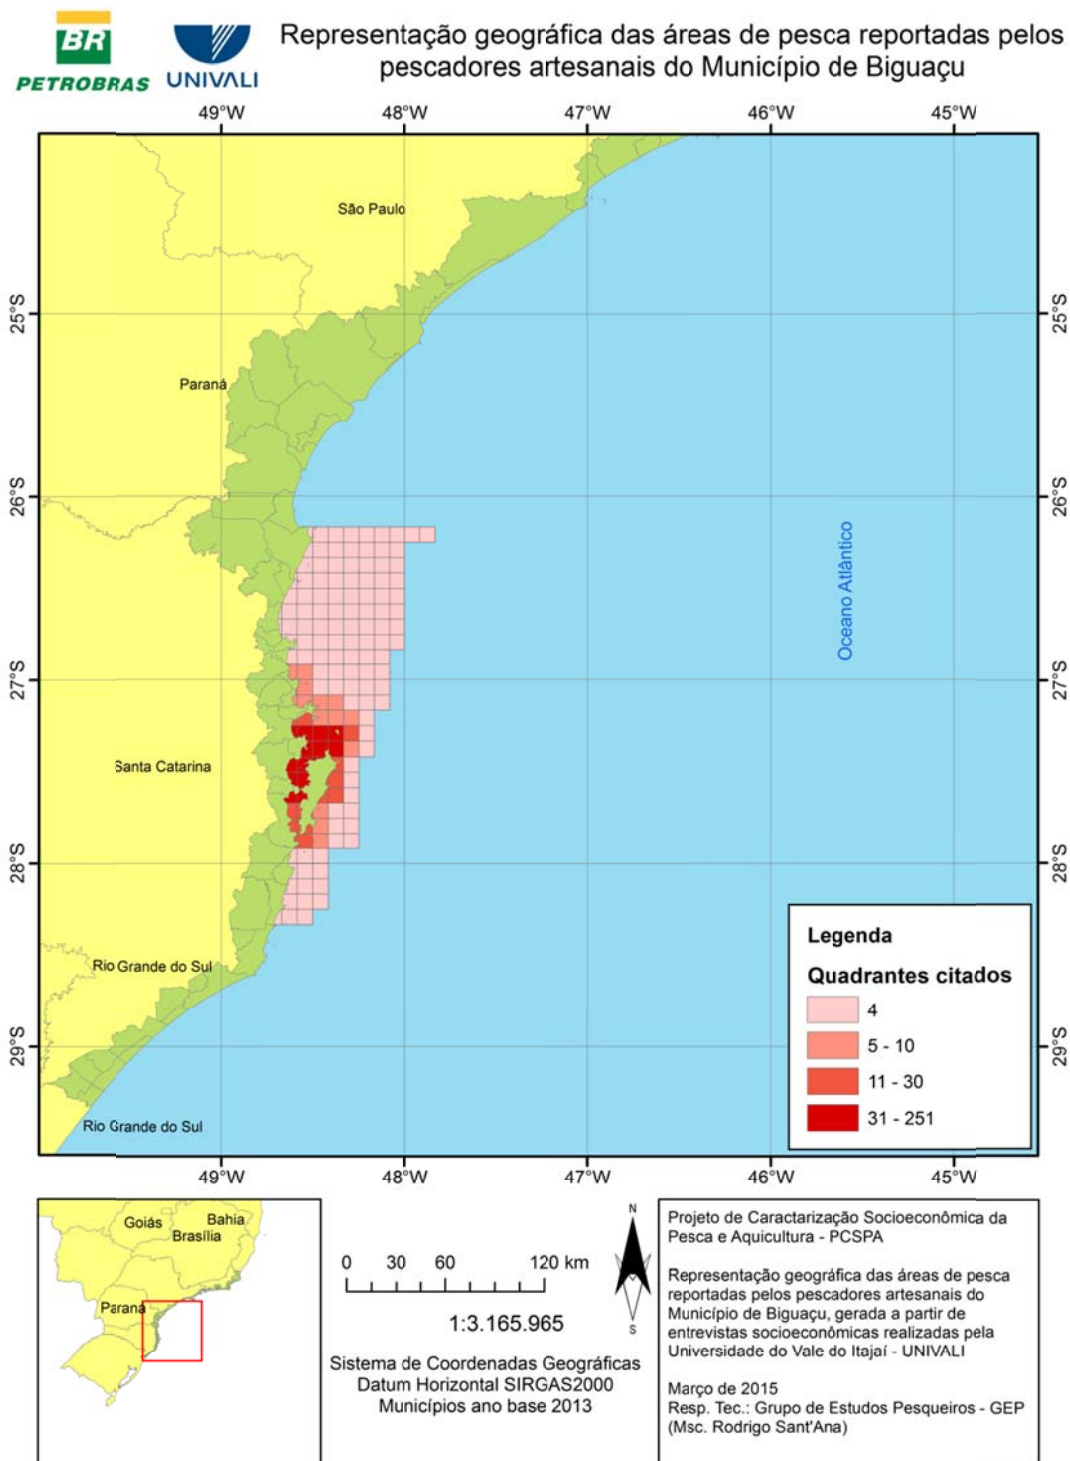 BR
PETROBRAS
UNIVALI
Representação geográfica das áreas de pesca reportadas pelos
pescadores artesanais do Município de Biguaçu
49°W 48°W 47°W 46°W 45°W
São Paulo
25°S 25°S
Paraná
26°S 26°S
Oceano Atlântico
27°S 27°S
Santa Catarina
28°S 28°S
Legenda
Rio Grande do Sul
Quadrantes citados
4
5 - 10
29°S 29°S
11 - 30
31 - 251
Rio Grande do Sul
49°W 48°W 47°W 46°W 45°W
Goiás
Bahia
Brasília
Paraná
0 30 60 120 km
1:3.165.965
Sistema de Coordenadas Geográficas
Datum Horizontal SIRGAS2000
Municípios ano base 2013
N
S
Projeto de Caractarização Socioeconômica da
Pesca e Aquicultura - PCSPA
Representação geográfica das áreas de pesca
reportadas pelos pescadores artesanais do
Município de Biguaçu, gerada a partir de
entrevistas socioeconômicas realizadas pela
Universidade do Vale do Itajaí - UNIVALI
Março de 2015
Resp. Tec.: Grupo de Estudos Pesqueiros - GEP
(Msc. Rodrigo Sant'Ana)